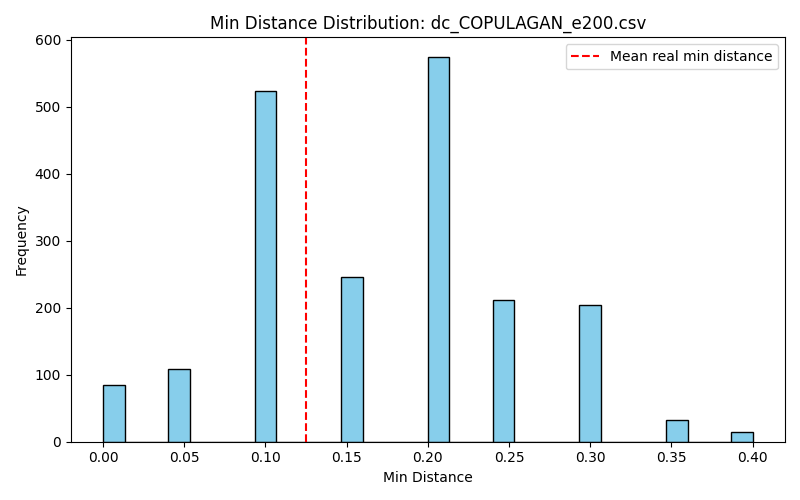 Min Distance Distribution: dc_COPULAGAN_e200.csv
Mean real min distance
600
500
400
300
200
100
0
Frequency
0.00 0.05 0.10 0.15 0.20 0.25 0.30 0.35 0.40
Min Distance